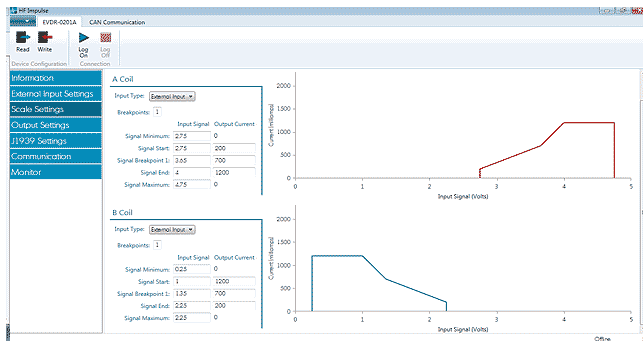 HF Impulse
EVDR-0201A CAN Communication
Read Write Log On Log Off
Device Configuration Connection
Information
External Input Settings
Scale Settings
Output Settings
J1939 Settings
Communication
Monitor
A Coil
Input Type: External Input
Breakpoints: 1
Input Signal Output Current
Signal Minimum: 2.75 0
Signal Start: 2.75 200
Signal Breakpoint 1: 3.65 700
Signal End: 4 1200
Signal Maximum: 4.75 0
Current (milliamps)
2000
1500
1000
500
0
0 1 2 3 4 5
Input Signal (Volts)
B Coil
Input Type: External Input
Breakpoints: 1
Input Signal Output Current
Signal Minimum: 0.25 0
Signal Start: 1 1200
Signal Breakpoint 1: 1.35 700
Signal End: 2.25 200
Signal Maximum: 2.25 0
Current (milliamps)
2000
1500
1000
500
0
0 1 2 3 4 5
Input Signal (Volts)
Offline